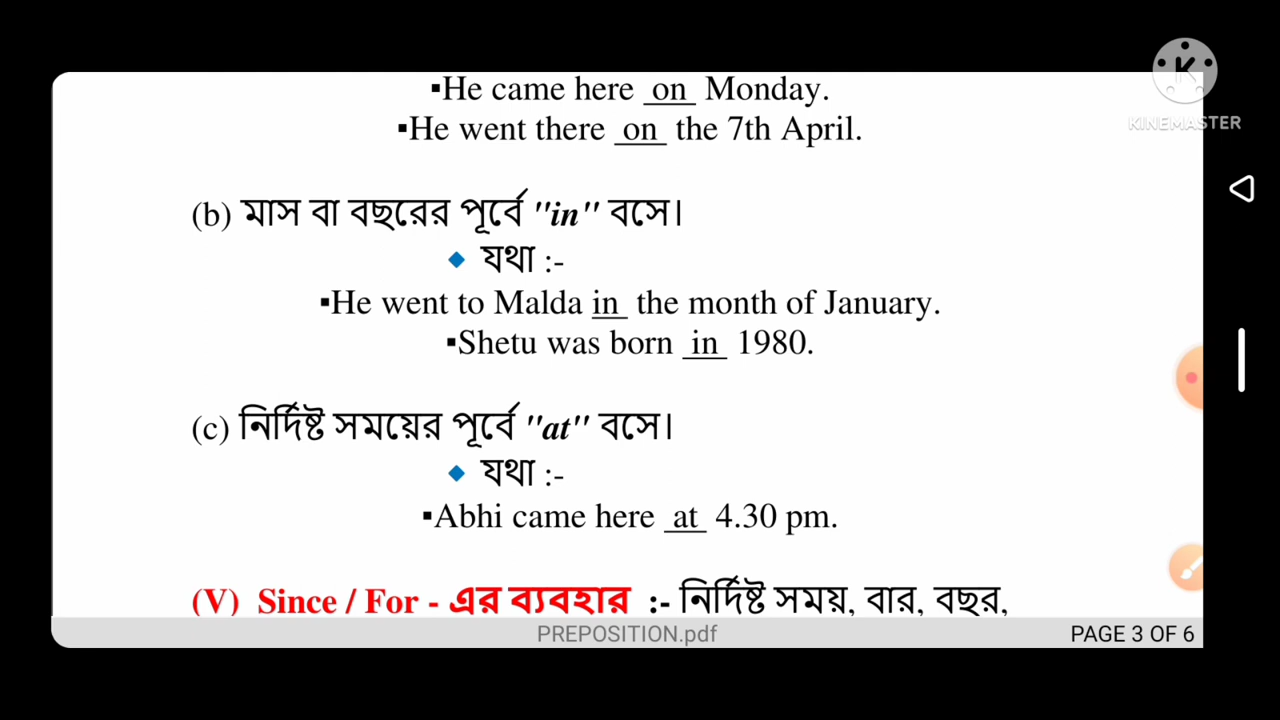 ▪He came here on Monday.
▪He went there on the 7th April.
KINEMASTER
(b) মাস বা বছরের পূর্বে "in" বসে।
🔹 যথা :-
▪He went to Malda in the month of January.
▪Shetu was born in 1980.
(c) নির্দিষ্ট সময়ের পূর্বে "at" বসে।
🔹 যথা :-
▪Abhi came here at 4.30 pm.
(V) Since / For - এর ব্যবহার :- নির্দিষ্ট সময়, বার, বছর,
PREPOSITION.pdf PAGE 3 OF 6